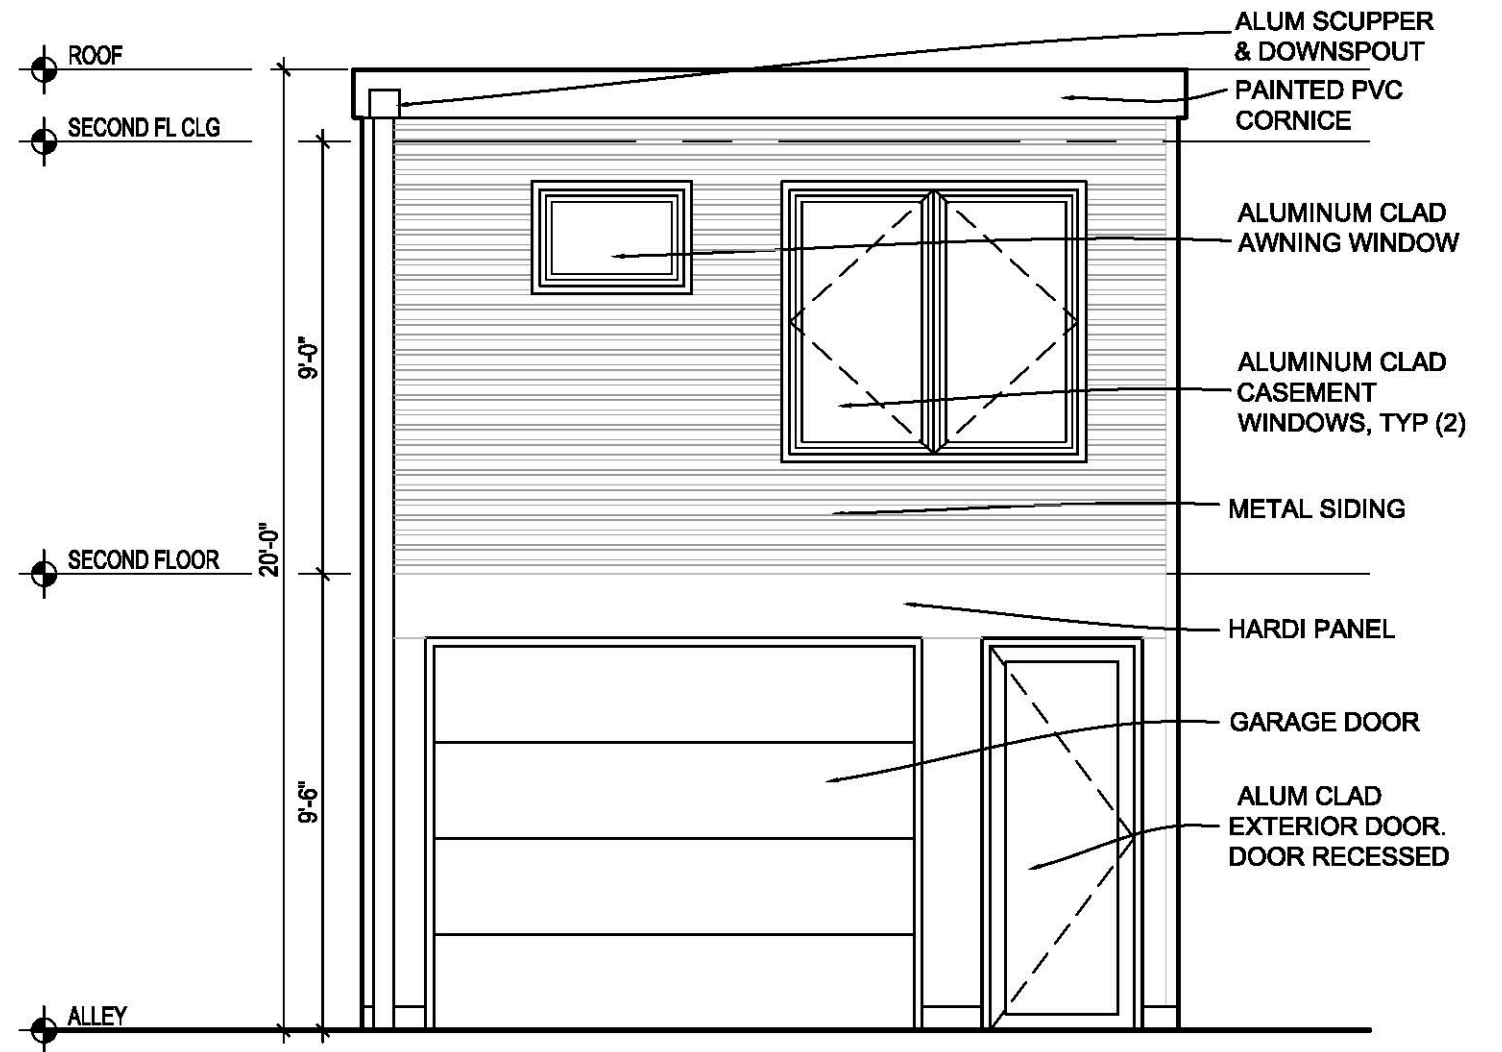 ALUM SCUPPER
& DOWNSPOUT
ROOF
PAINTED PVC
CORNICE
SECOND FL CLG
ALUMINUM CLAD
AWNING WINDOW
9'-0"
ALUMINUM CLAD
CASEMENT
WINDOWS, TYP (2)
METAL SIDING
20'-0"
SECOND FLOOR
HARDI PANEL
GARAGE DOOR
9'-6"
ALUM CLAD
EXTERIOR DOOR.
DOOR RECESSED
ALLEY